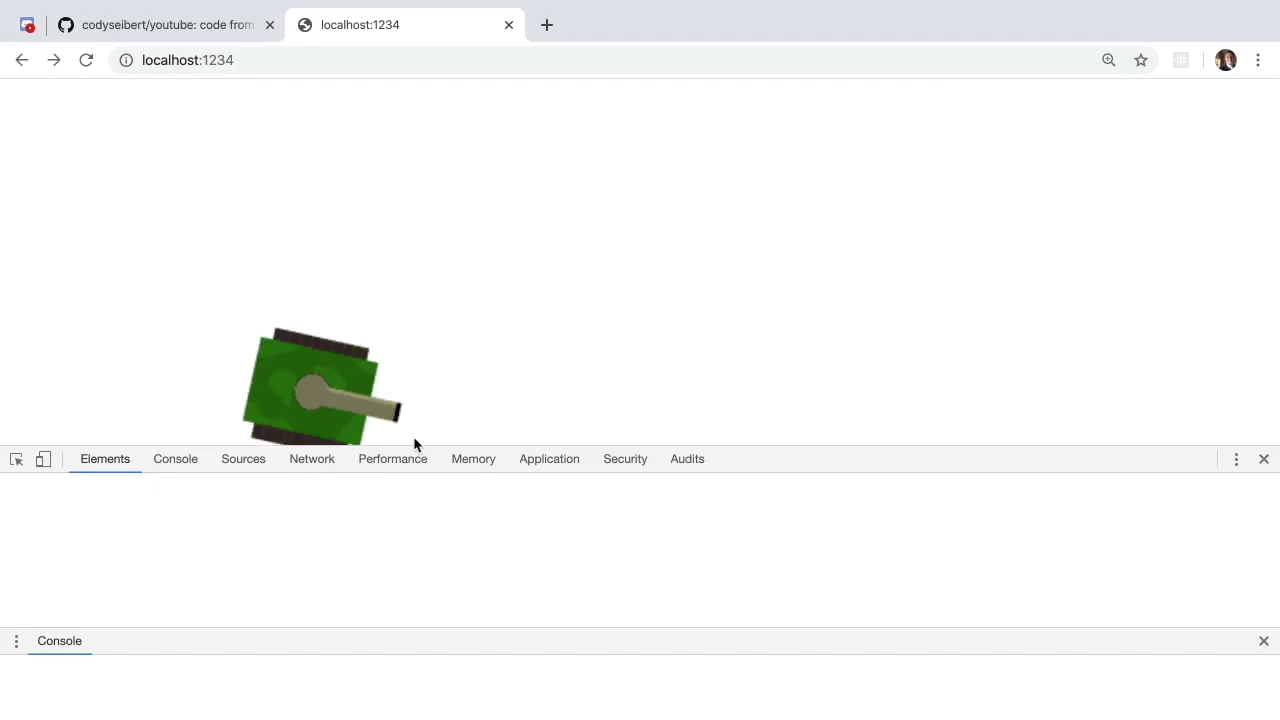 codyseibert/youtube: code from
localhost:1234
localhost:1234
Elements Console Sources Network Performance Memory Application Security Audits
Console